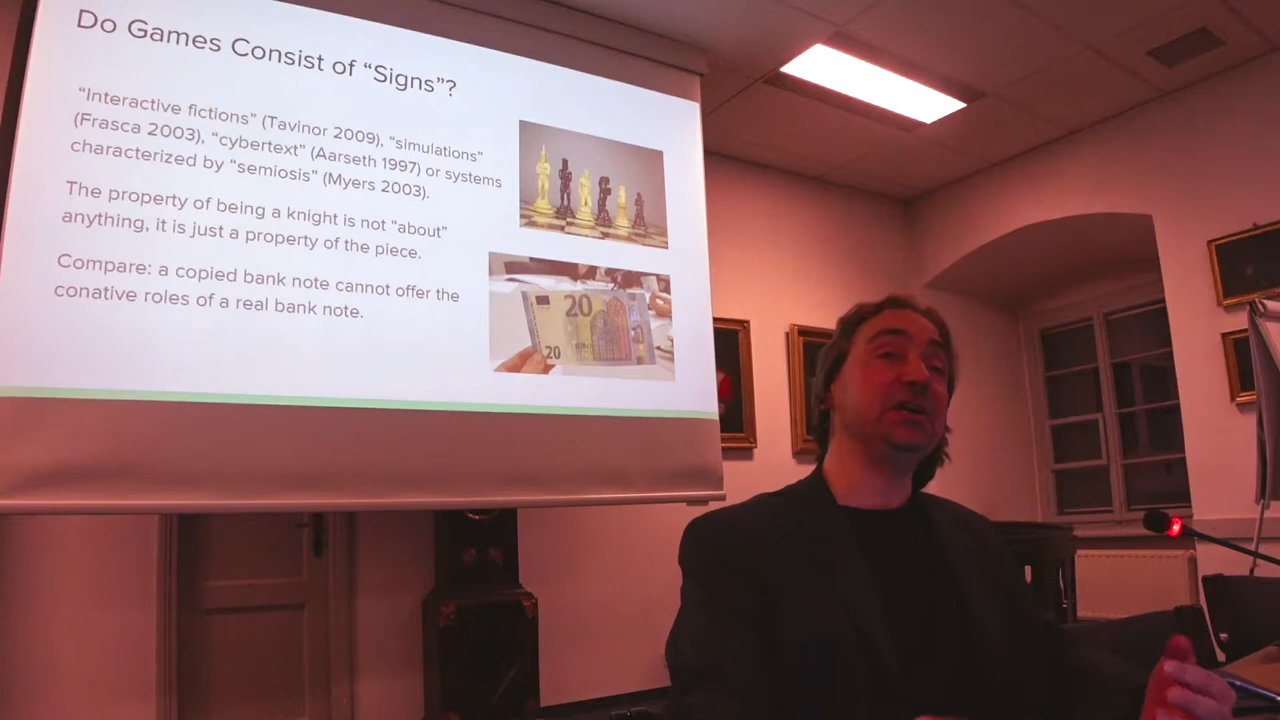 Do Games Consist of “Signs”?
“Interactive fictions” (Tavinor 2009), “simulations”
(Frasca 2003), “cybertext” (Aarseth 1997) or systems
characterized by “semiosis” (Myers 2003).
The property of being a knight is not “about”
anything, it is just a property of the piece.
Compare: a copied bank note cannot offer the
conative roles of a real bank note.
20
20